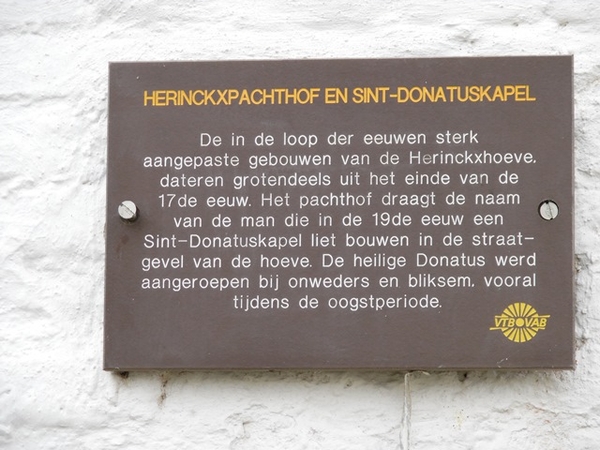 HERINCKXPACHTHOF EN SINT-DONATUSKAPEL
De in de loop der eeuwen sterk
aangepaste gebouwen van de Herinckxhoeve.
dateren grotendeels uit het einde van de
17de eeuw. Het pachthof draagt de naam
van de man die in de 19de eeuw een
Sint-Donatuskapel liet bouwen in de straat-
gevel van de hoeve. De heilige Donatus werd
aangeroepen bij onweders en bliksem. vooral
tijdens de oogstperiode.
VTB VAB